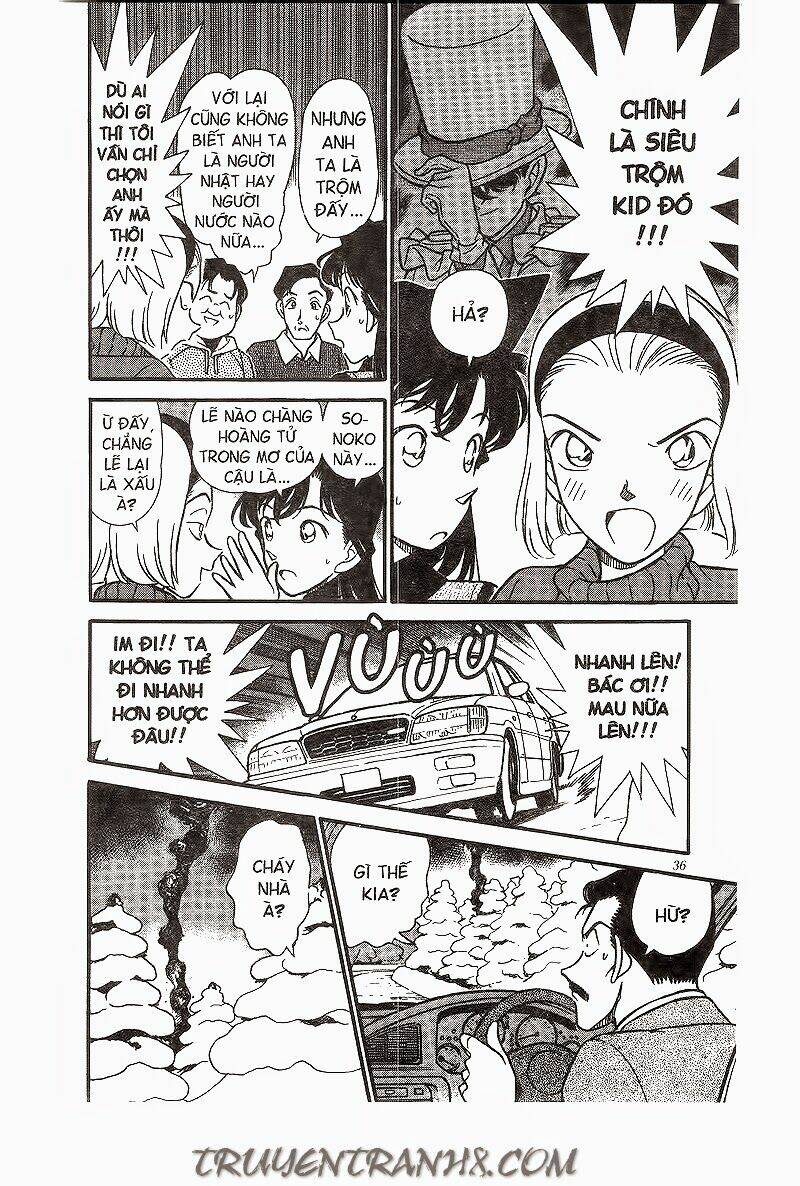 CHÍNH
LÀ SIÊU
TRỘM
KID ĐÓ
!!!
HẢ?
NHƯNG
ANH
TA LÀ
TRỘM
ĐẤY...
VỚI LẠI
CŨNG KHÔNG
BIẾT ANH TA
LÀ NGƯỜI
NHẬT HAY
NGƯỜI
NƯỚC NÀO
NỮA...
DÙ AI
NÓI GÌ
THÌ TÔI
VẪN CHỈ
CHỌN
ANH
ẤY MÀ
THÔI
!!!
SO-
NOKO
NÀY...
LẼ NÀO CHÀNG
HOÀNG TỬ
TRONG MƠ CỦA
CẬU LÀ...
Ừ ĐẤY,
CHẲNG
LẼ LẠI
LÀ XẤU
À?
NHANH LÊN!
BÁC ƠI!!
MAU NỮA
LÊN!!!
VÙÙÙ
IM ĐI!! TA
KHÔNG THỂ
ĐI NHANH
HƠN ĐƯỢC
ĐÂU!!
36
HỪ?
GÌ THẾ
KIA?
CHÁY
NHÀ
À?
TRUYENTRANH8.COM